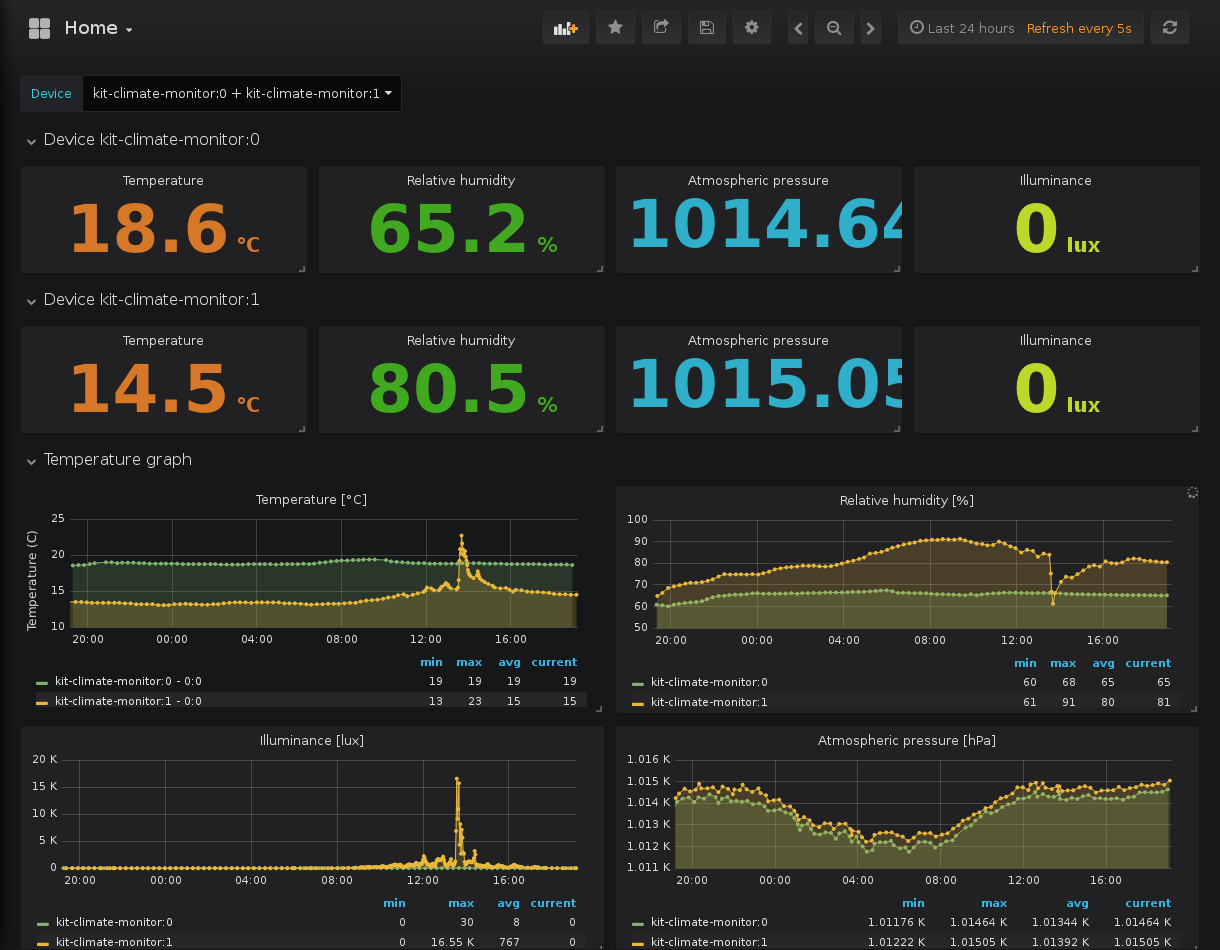 Home
Last 24 hours Refresh every 5s
Device kit-climate-monitor:0 + kit-climate-monitor:1
Device kit-climate-monitor:0
Temperature
18.6 °C
Relative humidity
65.2 %
Atmospheric pressure
1014.64
Illuminance
0 lux
Device kit-climate-monitor:1
Temperature
14.5 °C
Relative humidity
80.5 %
Atmospheric pressure
1015.05
Illuminance
0 lux
Temperature graph
Temperature [°C]
Temperature (C)
25
20
15
10
20:00 00:00 04:00 08:00 12:00 16:00
min max avg current
kit-climate-monitor:0 - 0:0 19 19 19 19
kit-climate-monitor:1 - 0:0 13 23 15 15
Relative humidity [%]
100
90
80
70
60
50
20:00 00:00 04:00 08:00 12:00 16:00
min max avg current
kit-climate-monitor:0 60 68 65 65
kit-climate-monitor:1 61 91 80 81
Illuminance [lux]
20 K
15 K
10 K
5 K
0
20:00 00:00 04:00 08:00 12:00 16:00
min max avg current
kit-climate-monitor:0 0 30 8 0
kit-climate-monitor:1 0 16.55 K 767 0
Atmospheric pressure [hPa]
1.016 K
1.015 K
1.014 K
1.013 K
1.012 K
1.011 K
20:00 00:00 04:00 08:00 12:00 16:00
min max avg current
kit-climate-monitor:0 1.01176 K 1.01464 K 1.01344 K 1.01464 K
kit-climate-monitor:1 1.01222 K 1.01505 K 1.01392 K 1.01505 K